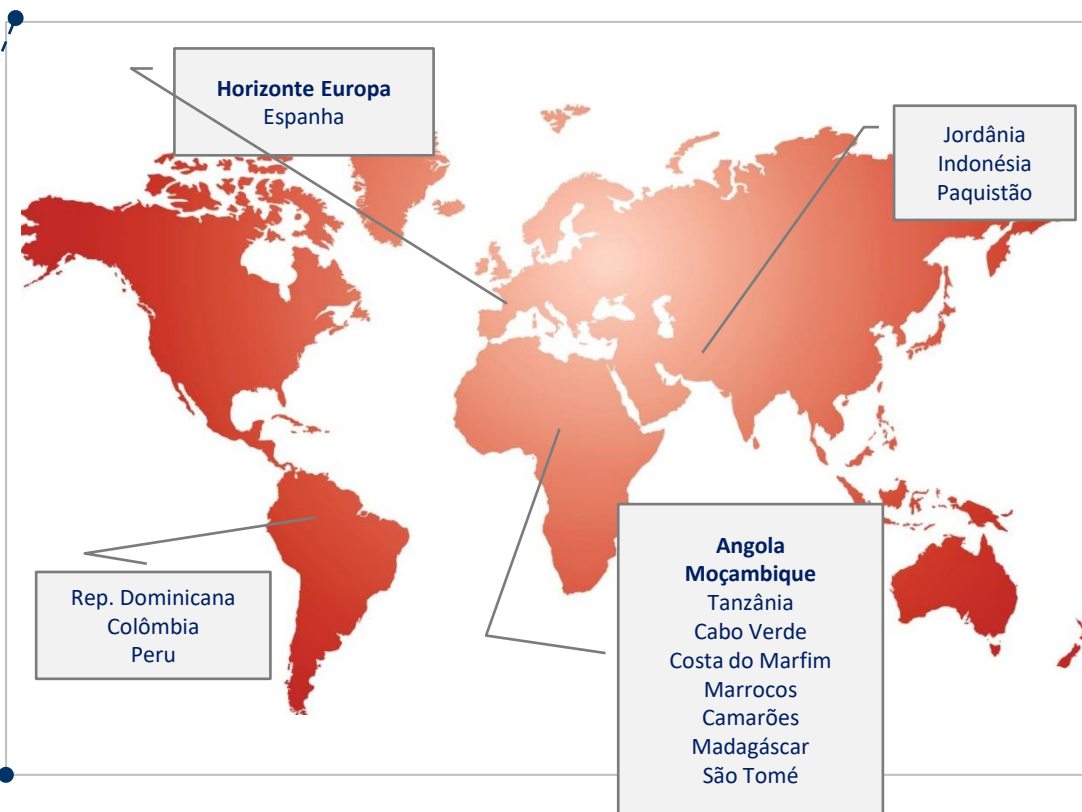 Horizonte Europa
Espanha
Jordânia
Indonésia
Paquistão
Rep. Dominicana
Colômbia
Peru
Angola
Moçambique
Tanzânia
Cabo Verde
Costa do Marfim
Marrocos
Camarões
Madagáscar
São Tomé